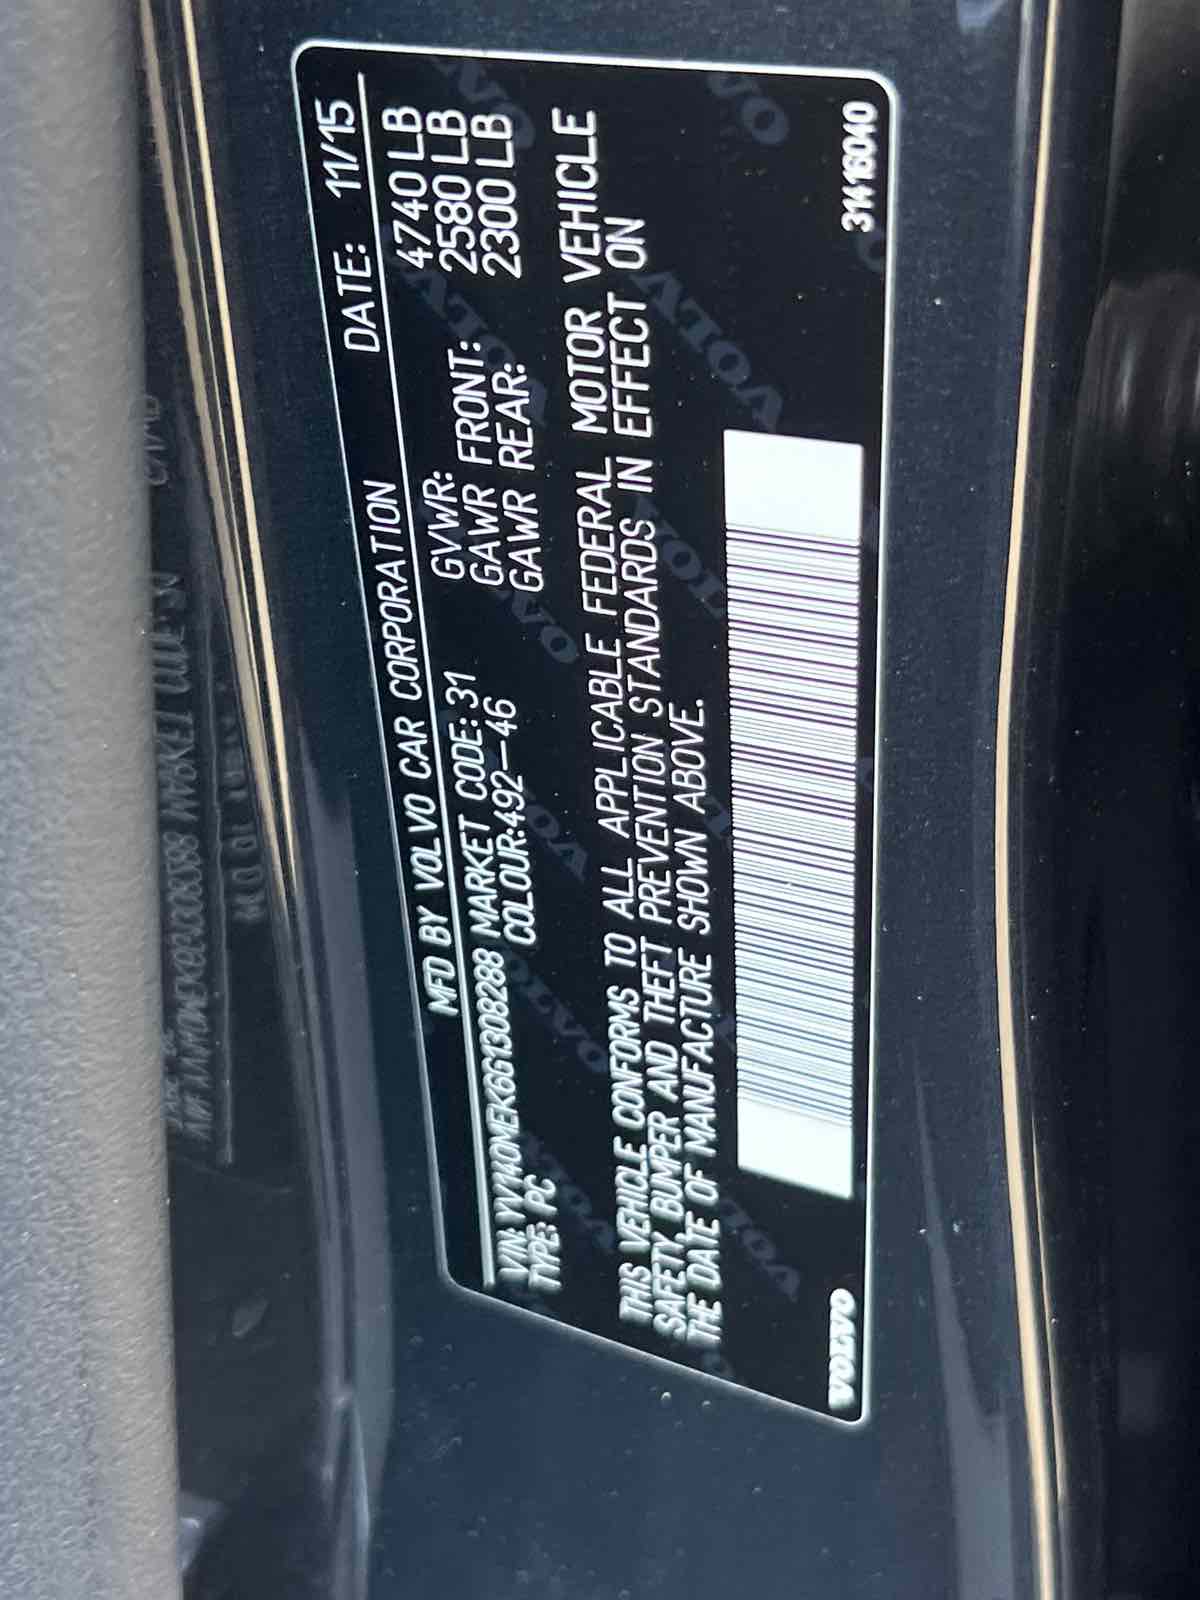 MFD BY VOLVO CAR CORPORATION DATE: 11/15
VIN: YV140MEK6G1308288 MARKET CODE: 31 GVWR: 4740 LB
TYPE: PC COLOUR:492-46 GAWR FRONT: 2580 LB
GAWR REAR: 2300 LB
THIS VEHICLE CONFORMS TO ALL APPLICABLE FEDERAL MOTOR VEHICLE
SAFETY, BUMPER AND THEFT PREVENTION STANDARDS IN EFFECT ON
THE DATE OF MANUFACTURE SHOWN ABOVE.
VOLVO 31416040